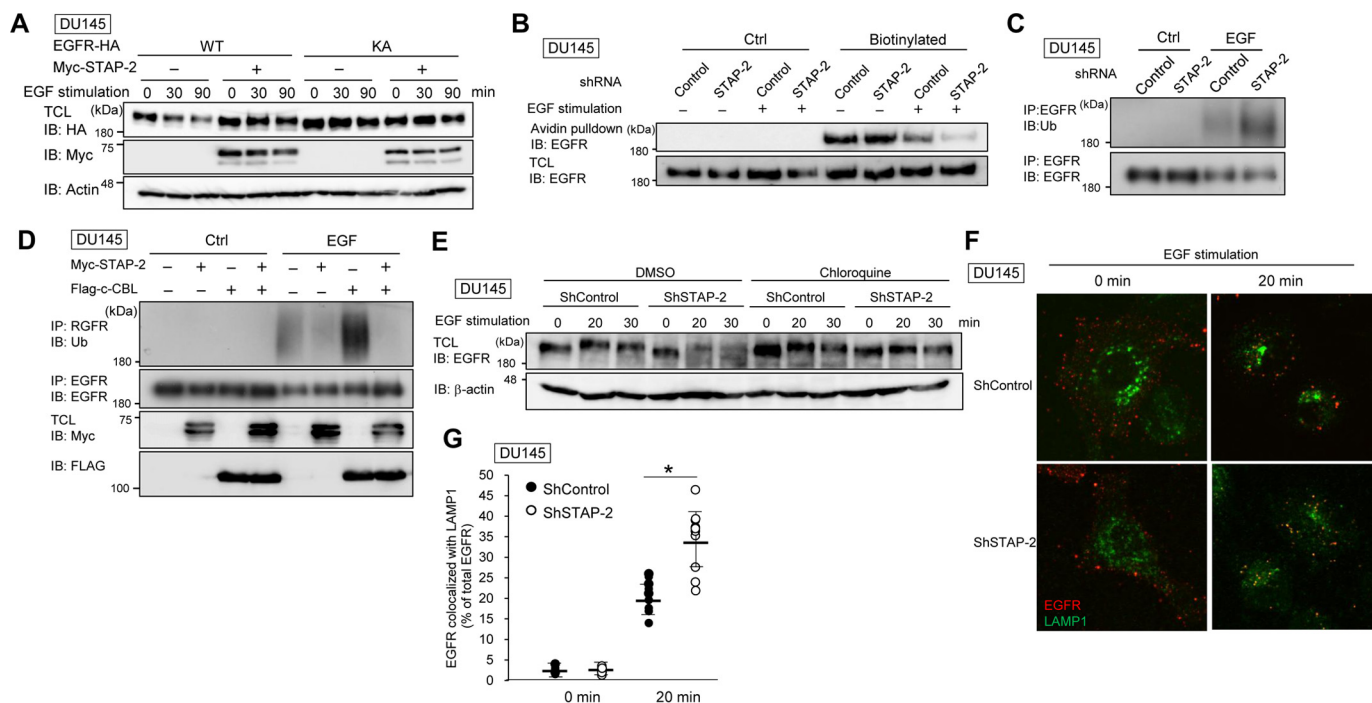 A
DU145
EGFR-HA WT KA
Myc-STAP-2 – + – +
EGF stimulation 0 30 90 0 30 90 0 30 90 0 30 90 min
TCL (kDa)
IB: HA
180
IB: Myc 75
IB: Actin 48
B
DU145
Ctrl Biotinylated
shRNA Control STAP-2 Control STAP-2 Control STAP-2 Control STAP-2
EGF stimulation – – + + – – + +
Avidin pulldown (kDa)
IB: EGFR
180
TCL
IB: EGFR
180
C
DU145
Ctrl EGF
shRNA Control STAP-2 Control STAP-2
(kDa)
IP:EGFR
IB:Ub
180
IP: EGFR
IB: EGFR
180
D
DU145
Ctrl EGF
Myc-STAP-2 – + – + – + – +
Flag-c-CBL – – + + – – + +
(kDa)
IP: RGFR
IB: Ub
180
IP: EGFR
IB: EGFR
180
TCL 75
IB: Myc
IB: FLAG
100
E
DU145
DMSO Chloroquine
ShControl ShSTAP-2 ShControl ShSTAP-2
EGF stimulation 0 20 30 0 20 30 0 20 30 0 20 30 min
TCL (kDa)
IB: EGFR
180
48
IB: β-actin
F
DU145
EGF stimulation
0 min 20 min
ShControl
ShSTAP-2
EGFR
LAMP1
G
DU145
EGFR colocalized with LAMP1
(% of total EGFR)
50
45
40
35
30
25
20
15
10
5
0
ShControl
ShSTAP-2
*
0 min 20 min